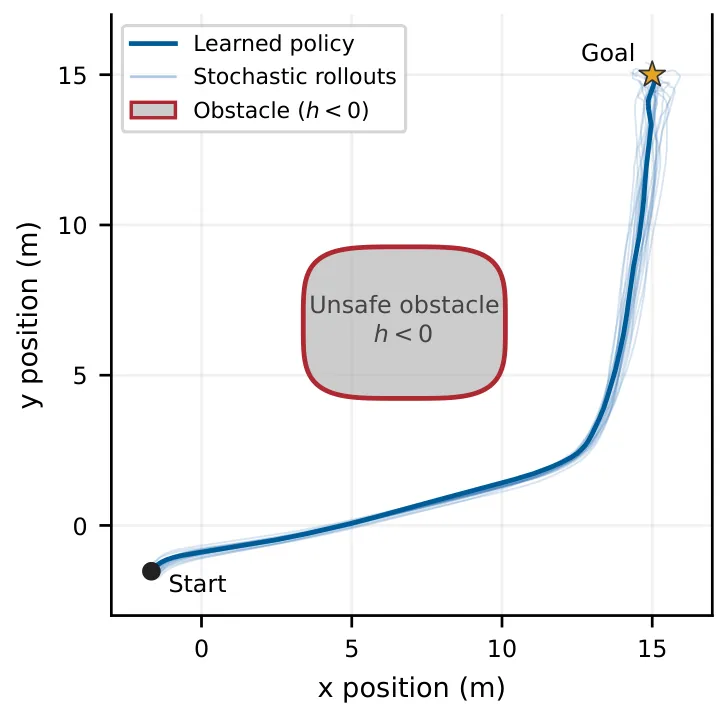 Learned policy
Stochastic rollouts
Obstacle (h < 0)
Goal
Unsafe obstacle
h < 0
Start
15
10
5
0
0
5
10
15
y position (m)
x position (m)